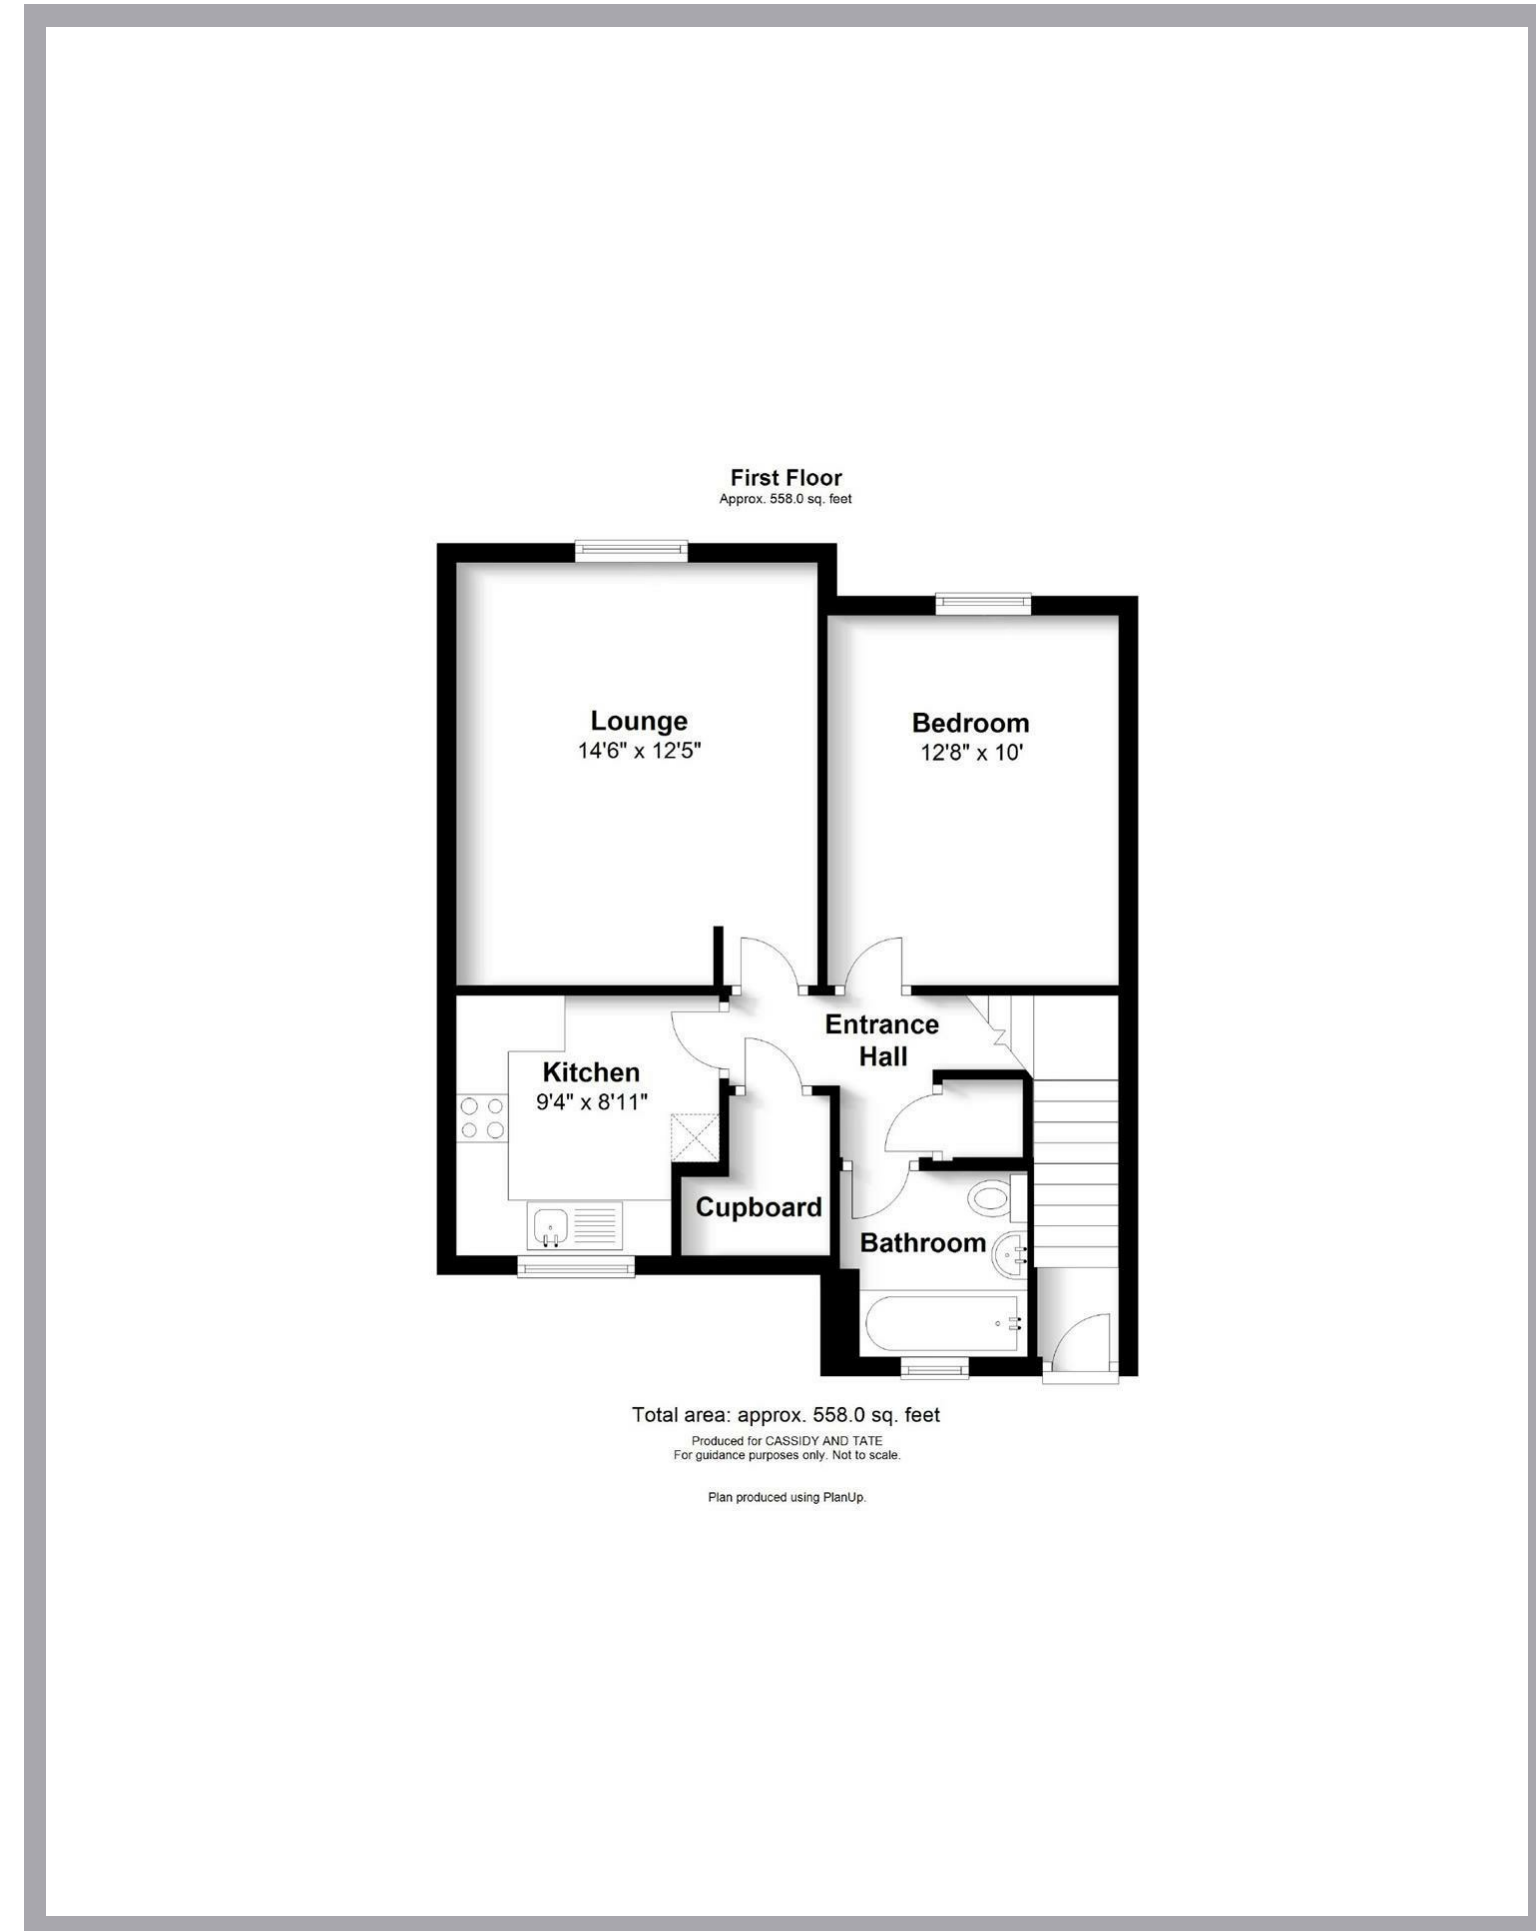 First Floor
Approx. 558.0 sq. feet
Lounge
14'6" x 12'5"
Bedroom
12'8" x 10'
Entrance
Hall
Kitchen
9'4" x 8'11"
Cupboard
Bathroom
Total area: approx. 558.0 sq. feet
Produced for CASSIDY AND TATE
For guidance purposes only. Not to scale.
Plan produced using PlanUp.